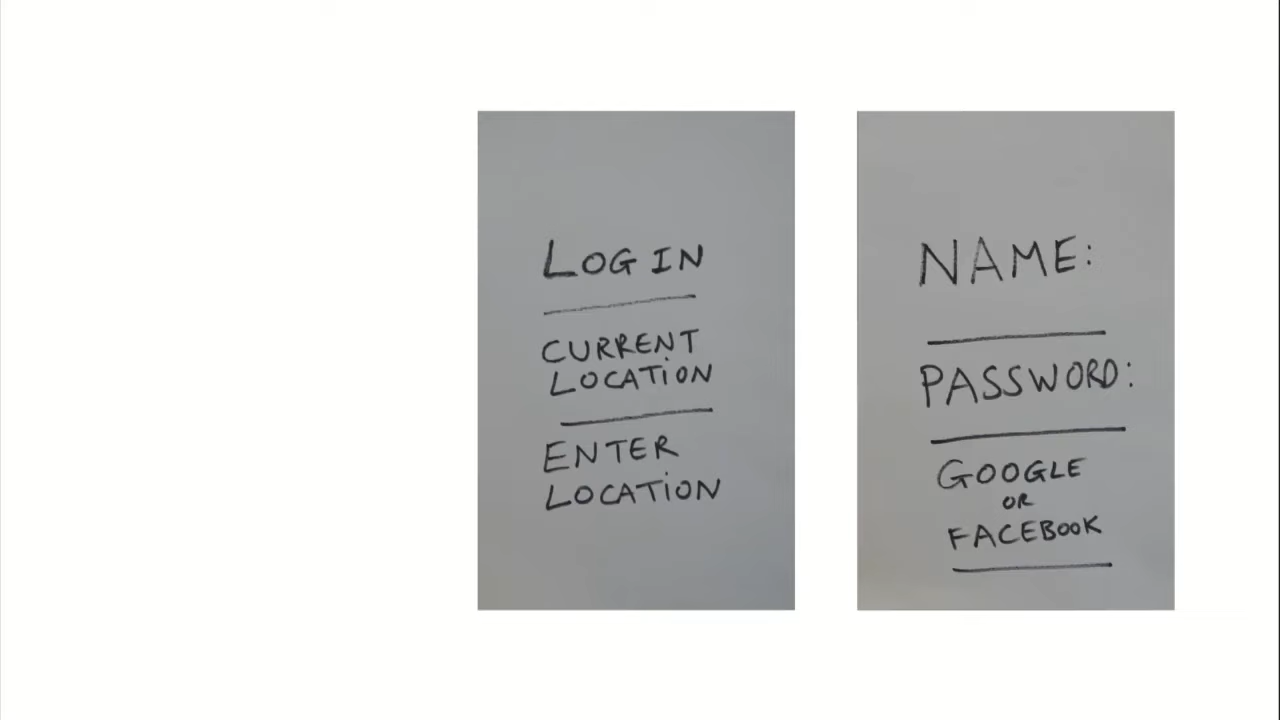 LOG IN
CURRENT
LOCATION
ENTER
LOCATION
NAME:
PASSWORD:
GOOGLE
OR
FACEBOOK